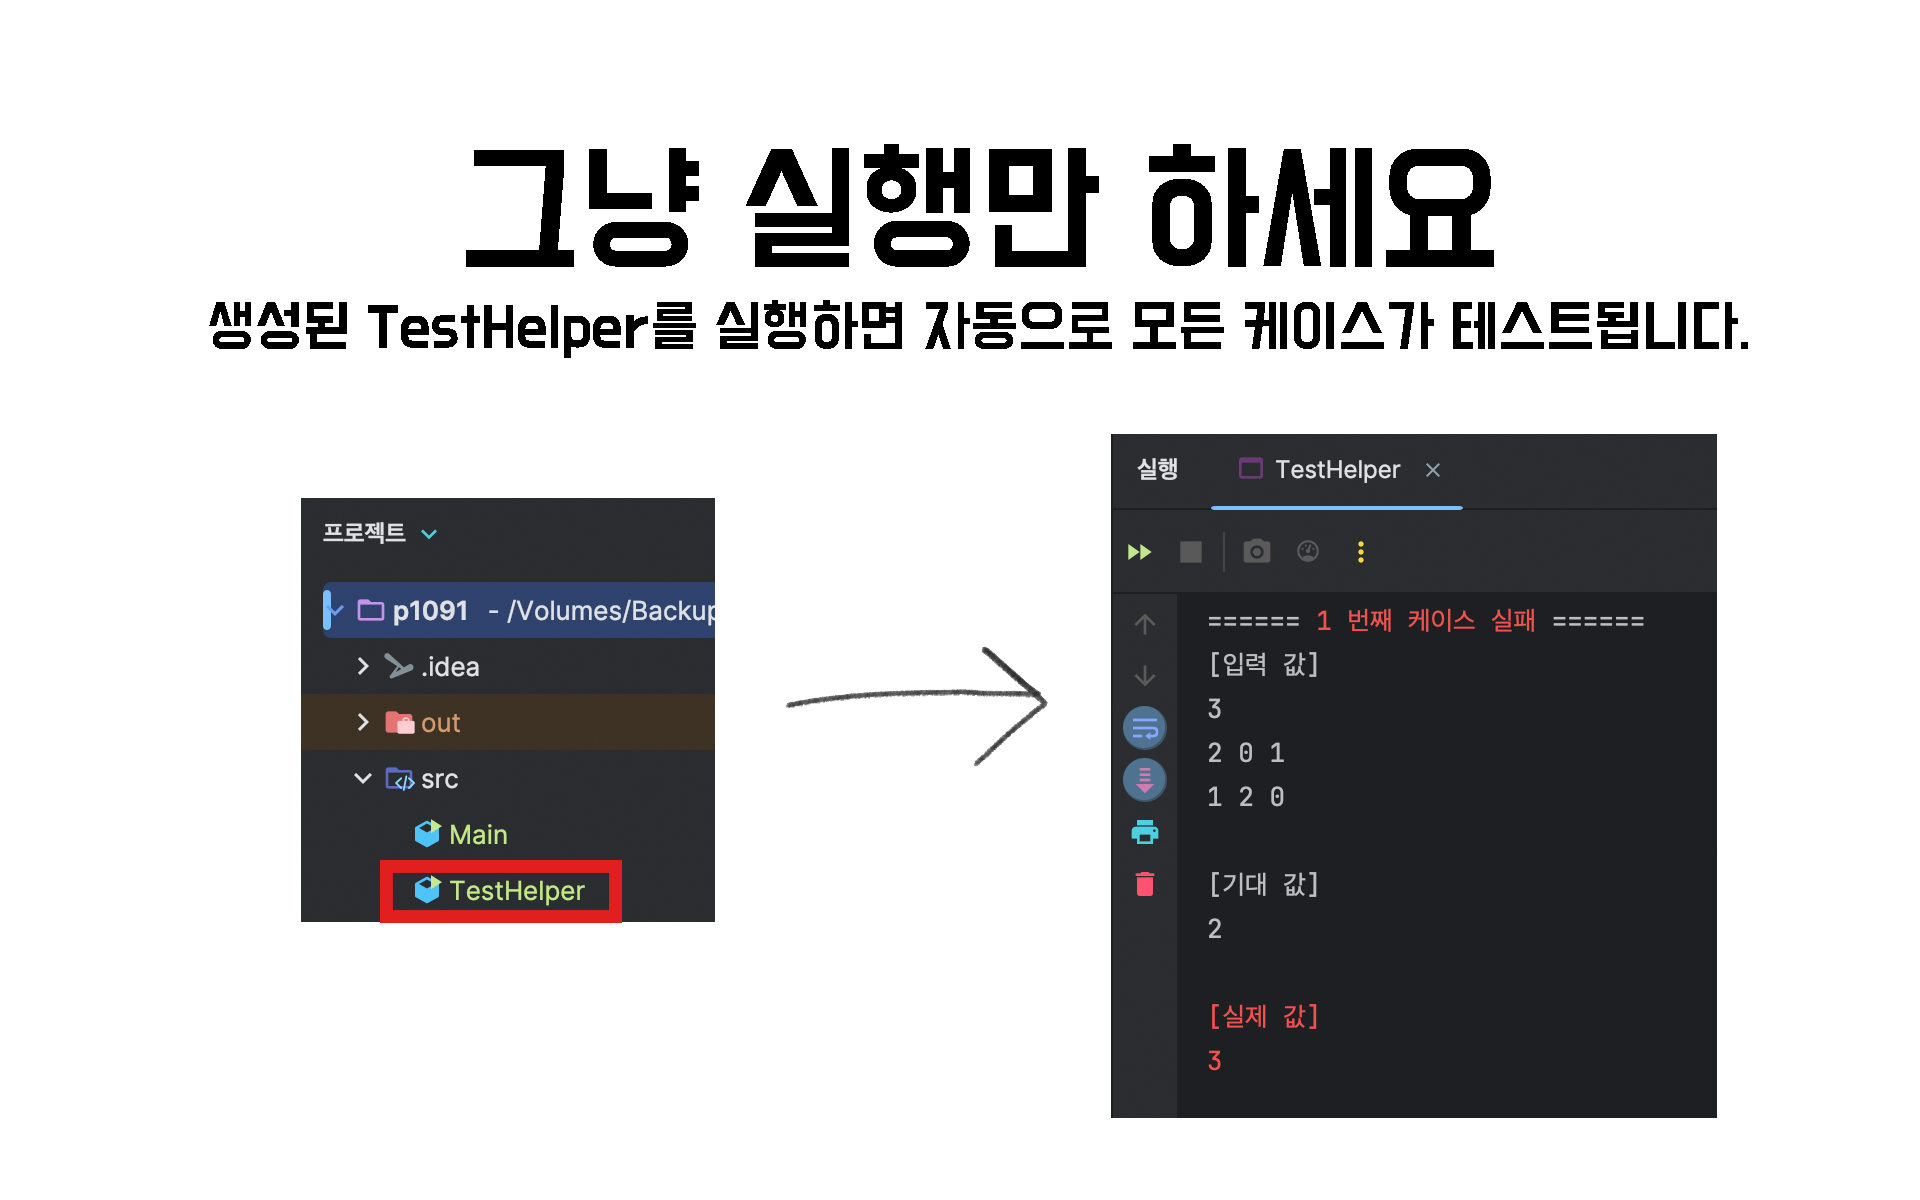 그냥 실행만 하세요
생성된 TestHelper를 실행하면 자동으로 모든 케이스가 테스트됩니다.
프로젝트
p1091 - /Volumes/Backup
.idea
out
src
Main
TestHelper
실행 TestHelper
====== 1 번째 케이스 실패 ======
[입력 값]
3
2 0 1
1 2 0
[기대 값]
2
[실제 값]
3